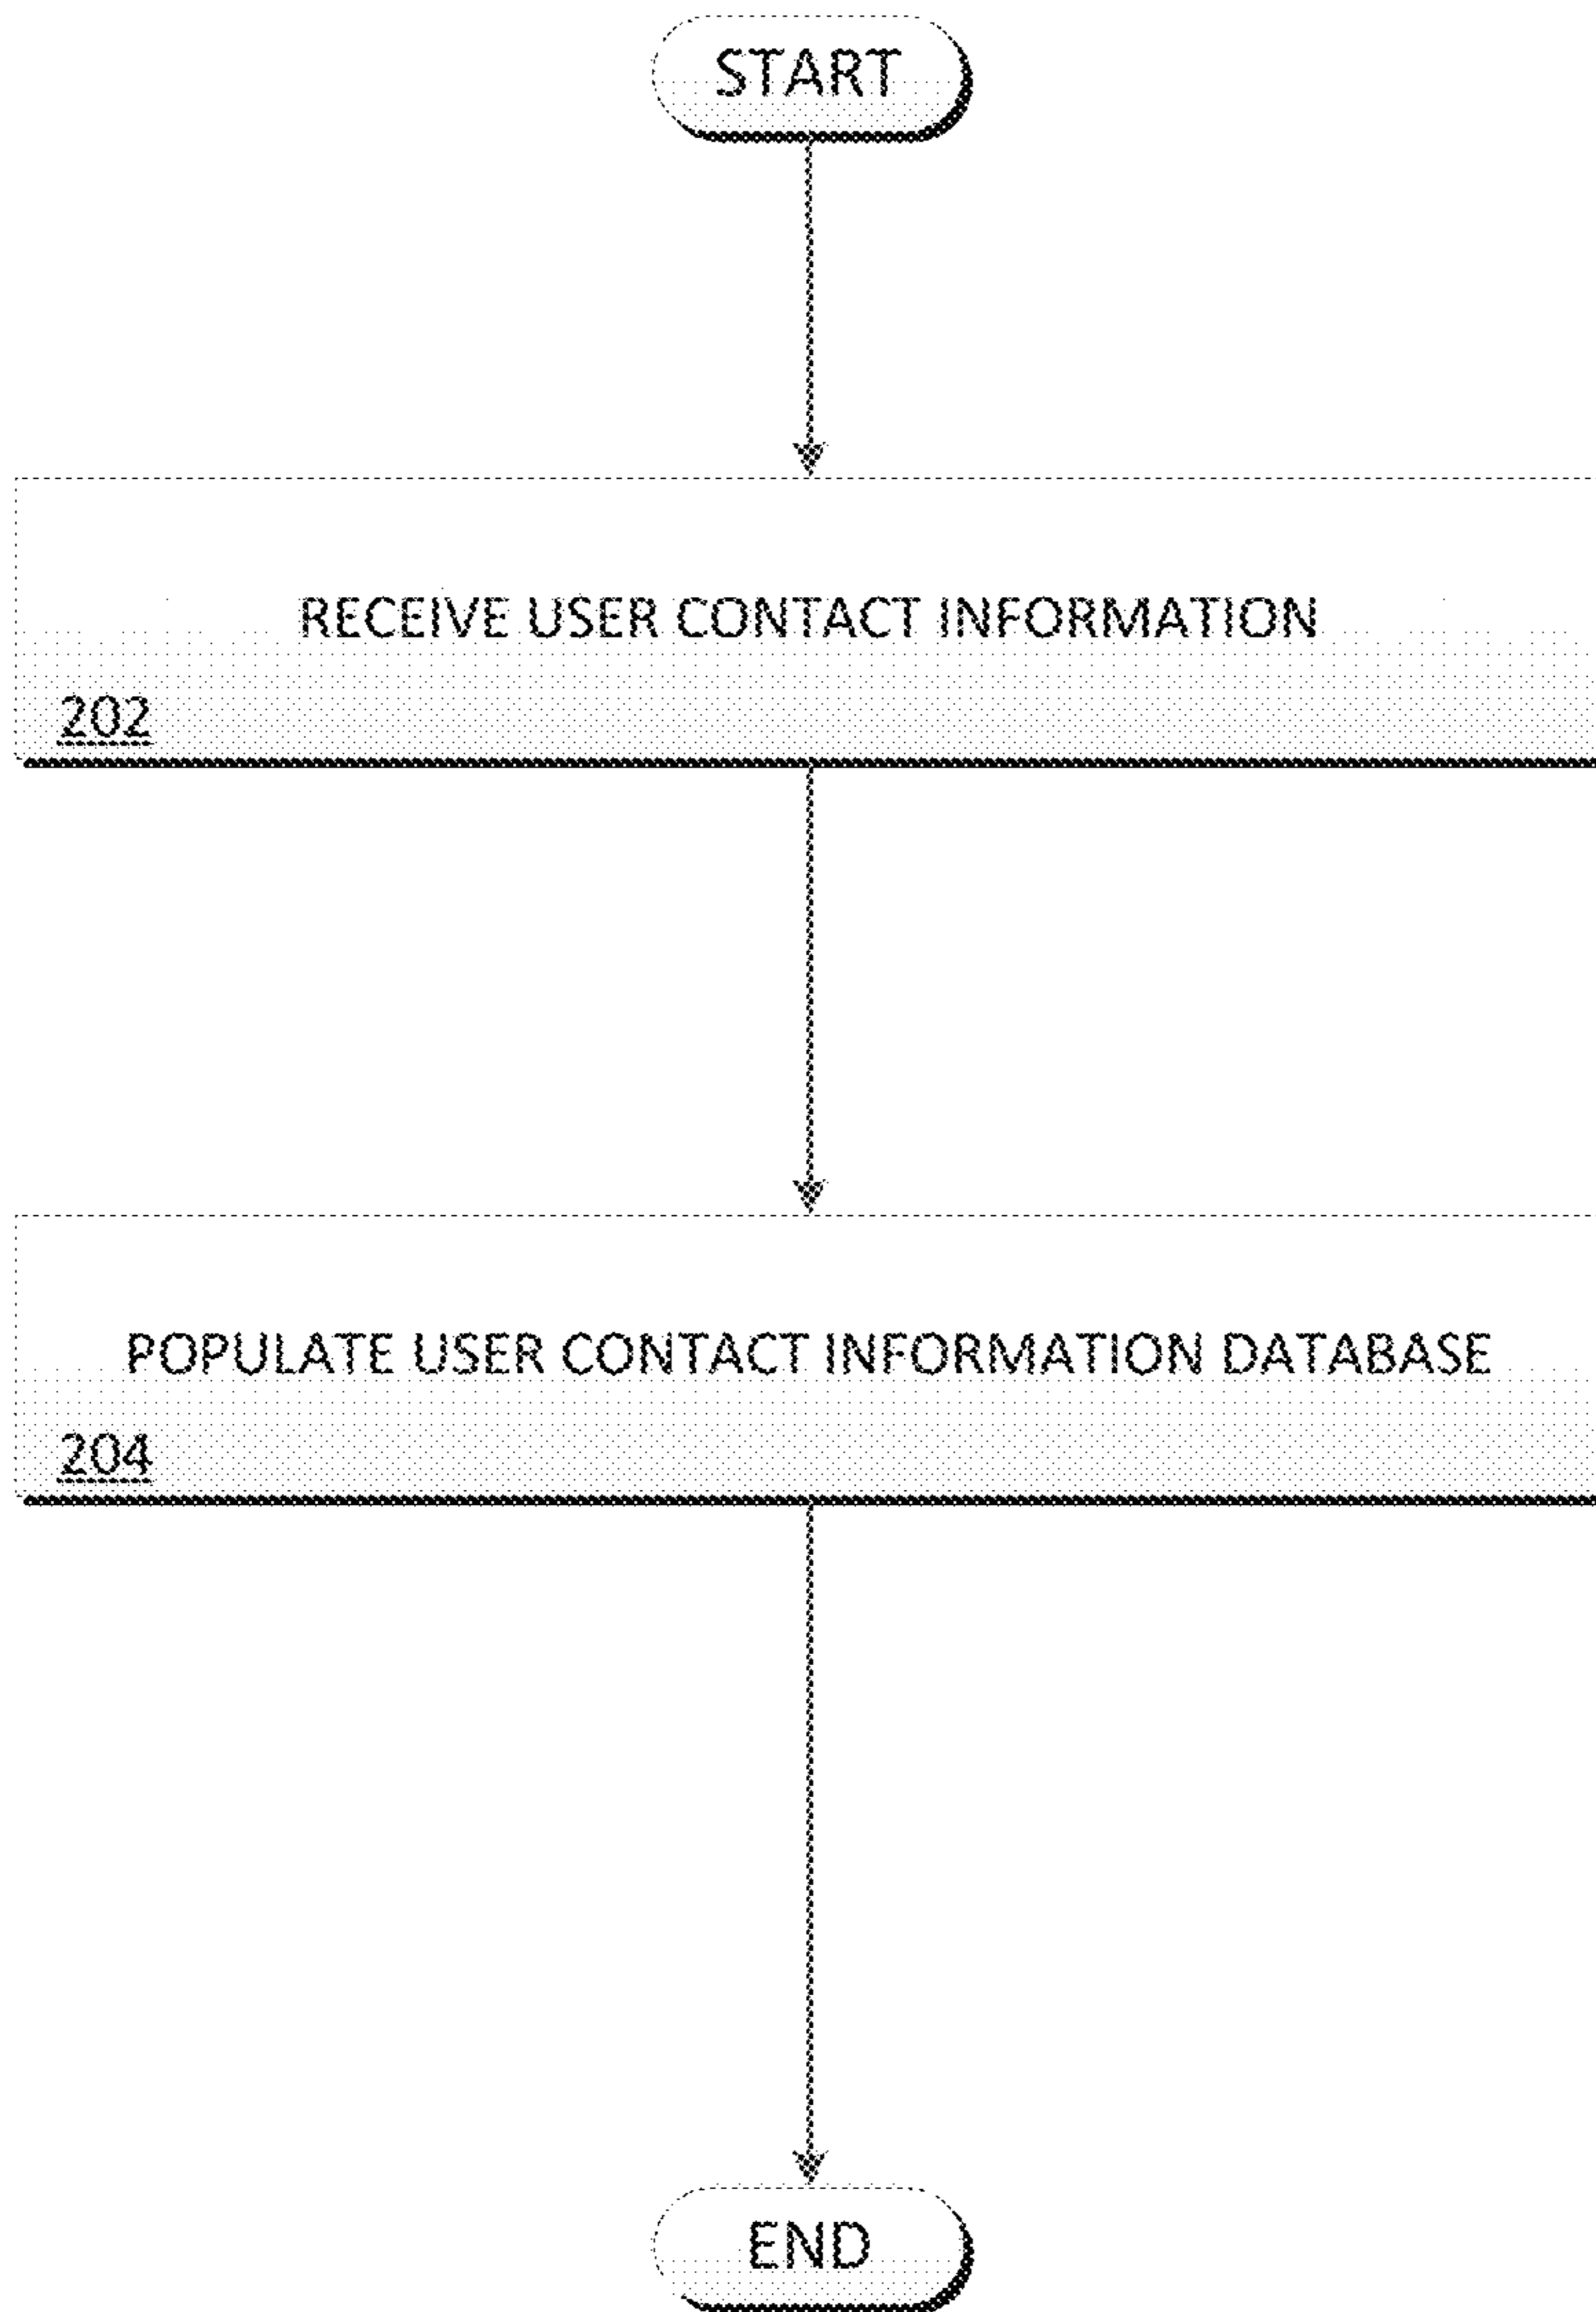 START
RECEIVE USER CONTACT INFORMATION
202
POPULATE USER CONTACT INFORMATION DATABASE
204
END